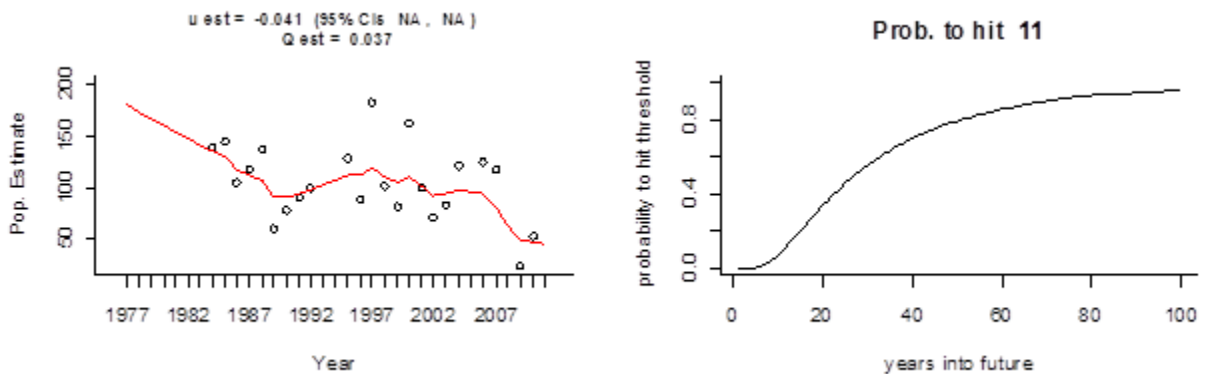 u est = -0.041 (95% CIs NA , NA )
Q est = 0.037
Pop. Estimate
200
150
100
50
1977 1982 1987 1992 1997 2002 2007
Year
Prob. to hit 11
probability to hit threshold
0.8
0.4
0.0
0 20 40 60 80 100
years into future